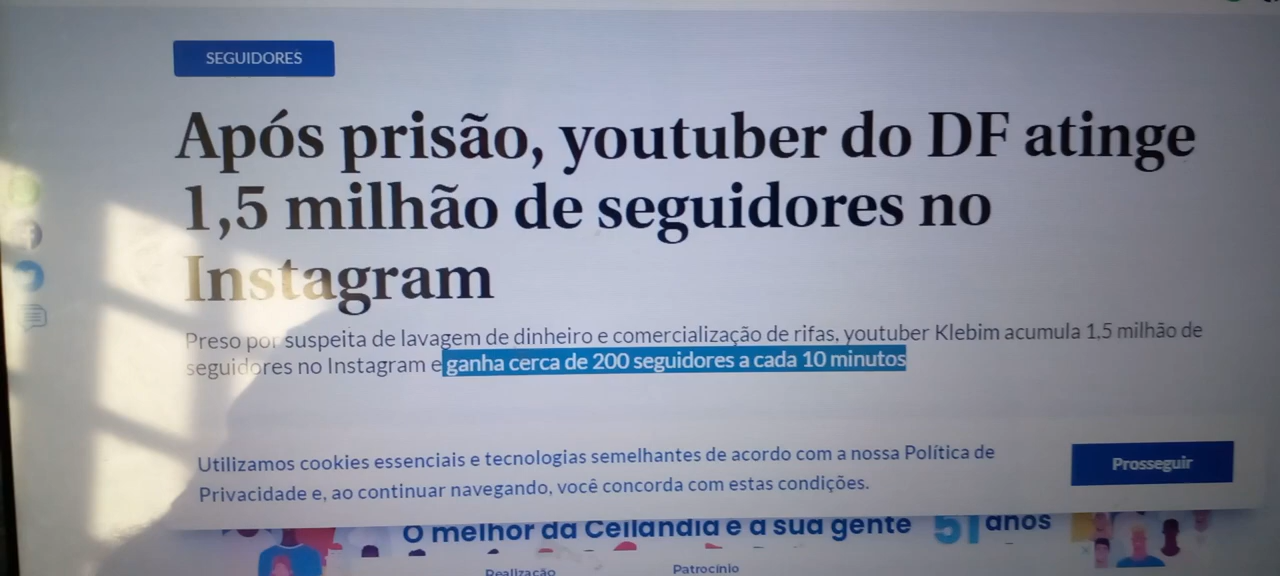 SEGUIDORES
Após prisão, youtuber do DF atinge
1,5 milhão de seguidores no
Instagram
Preso por suspeita de lavagem de dinheiro e comercialização de rifas, youtuber Klebim acumula 1,5 milhão de
seguidores no Instagram e ganha cerca de 200 seguidores a cada 10 minutos
Utilizamos cookies essenciais e tecnologias semelhantes de acordo com a nossa Política de
Privacidade e, ao continuar navegando, você concorda com estas condições.
Prosseguir
O melhor da Ceilândia e a sua gente 51 anos
Realização Patrocínio